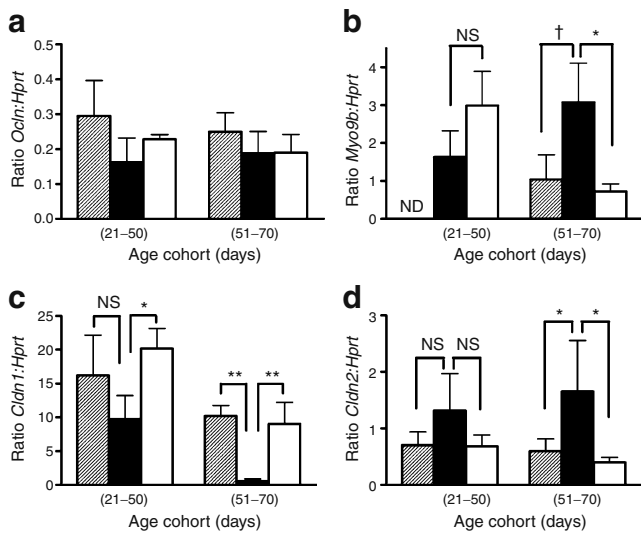 a
0.5
0.4
0.3
0.2
0.1
0.0
Ratio Ocln:Hprt
(21–50)
(51–70)
Age cohort (days)
b
4
3
2
1
0
Ratio Myo9b:Hprt
NS
†
*
ND
(21–50)
(51–70)
Age cohort (days)
c
25
20
15
10
5
0
Ratio Cldn1:Hprt
NS
*
**
**
(21–50)
(51–70)
Age cohort (days)
d
3
2
1
0
Ratio Cldn2:Hprt
NS
NS
*
*
(21–50)
(51–70)
Age cohort (days)